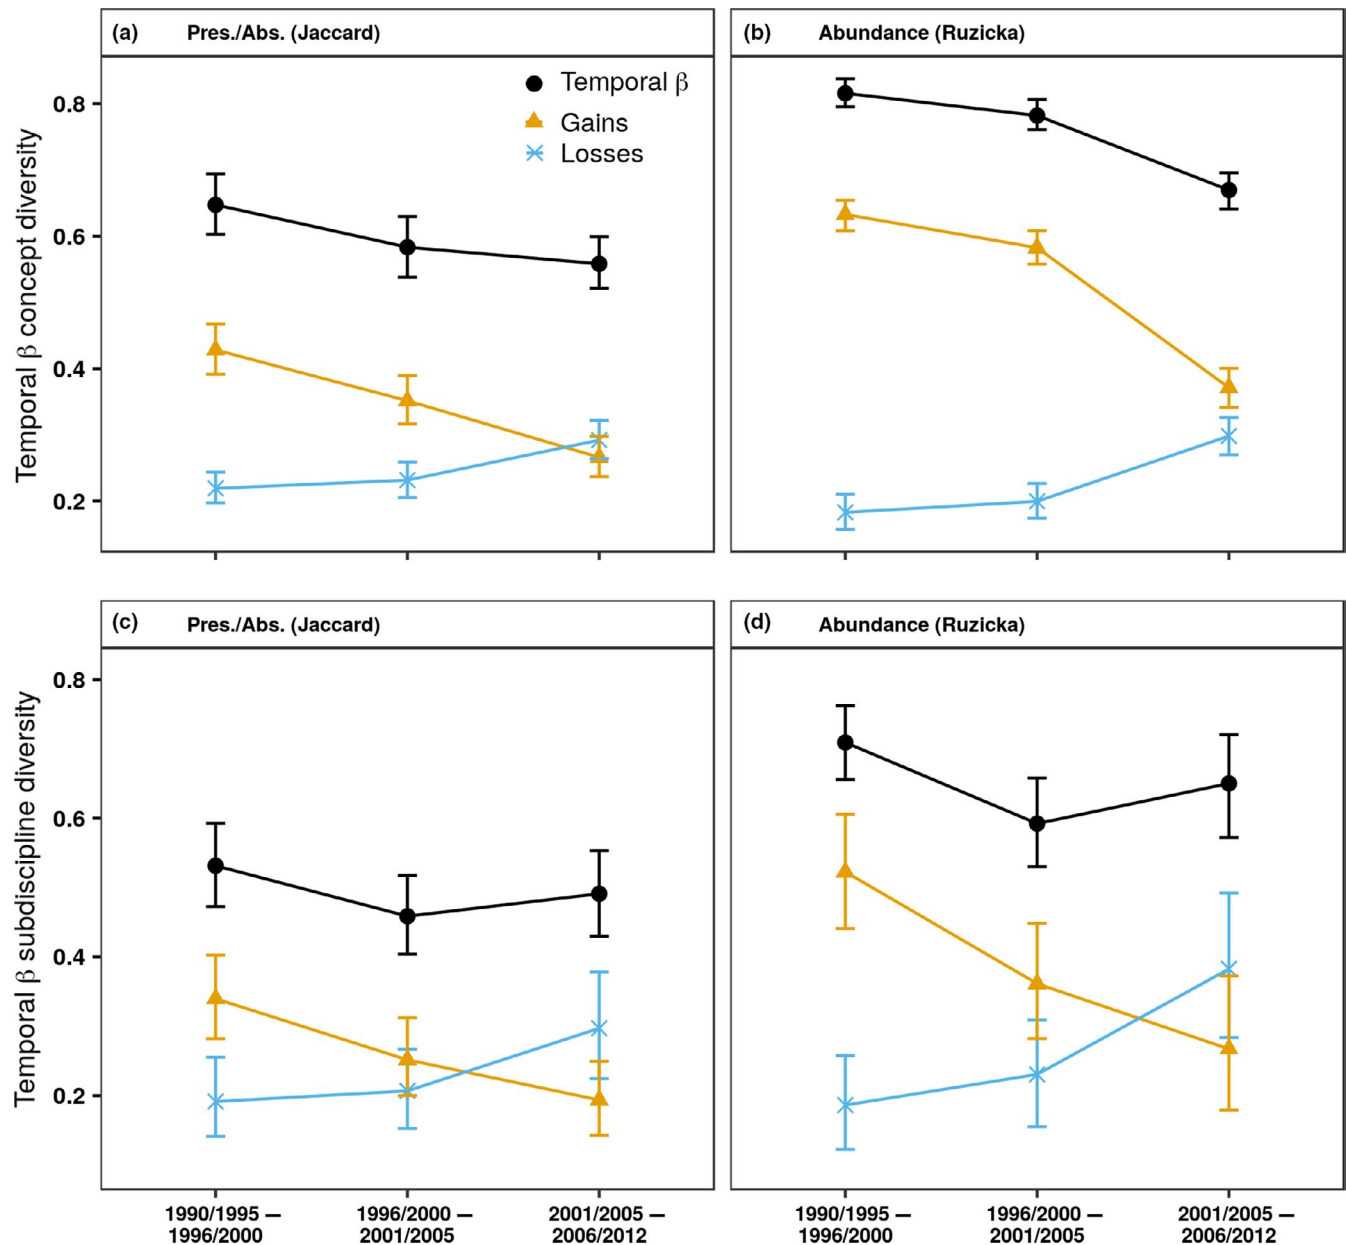 (a) Pres./Abs. (Jaccard)
(b) Abundance (Ruzicka)
Temporal β
Gains
Losses
Temporal β concept diversity
0.8
0.6
0.4
0.2
(c) Pres./Abs. (Jaccard)
(d) Abundance (Ruzicka)
Temporal β subdiscipline diversity
0.8
0.6
0.4
0.2
1990/1995 –
1996/2000
1996/2000 –
2001/2005
2001/2005 –
2006/2012
1990/1995 –
1996/2000
1996/2000 –
2001/2005
2001/2005 –
2006/2012